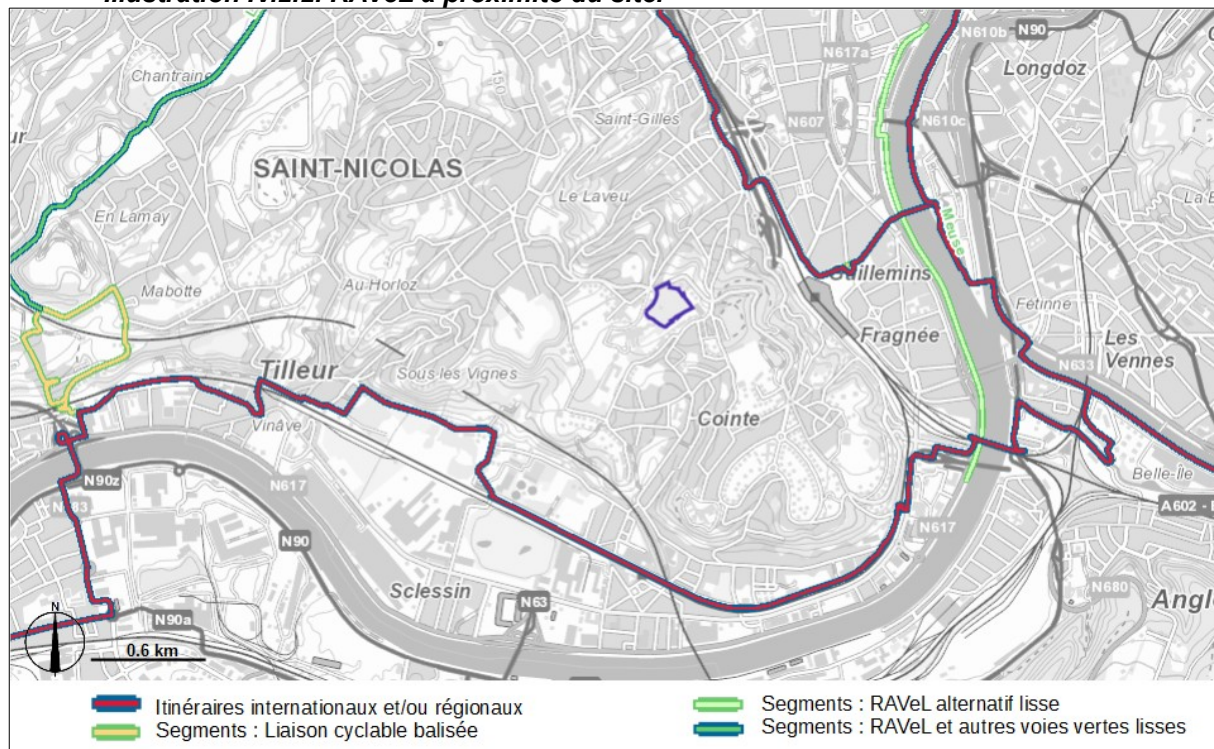 Illustration IV.2.2. RAVeL à proximité du site.
Chantraine
150
SAINT-NICOLAS
En Lamay
Mabotte
Au-Horloz
Le Laveu
Saint-Gilles
N617a
N607
N610b
N90
Longdoz
N610c
Meuse
Guillemins
Fragnée
Fétinne
Les
Vennes
N633
Belle-Île
Tilleur
Sous-les Vignes
Vinâve
Cointe
N90z
N617
N90
Sclessin
N63
N90a
N617
N680
N
0.6 km
Itinéraires internationaux et/ou régionaux
Segments : Liaison cyclable balisée
Segments : RAVeL alternatif lisse
Segments : RAVeL et autres voies vertes lisses